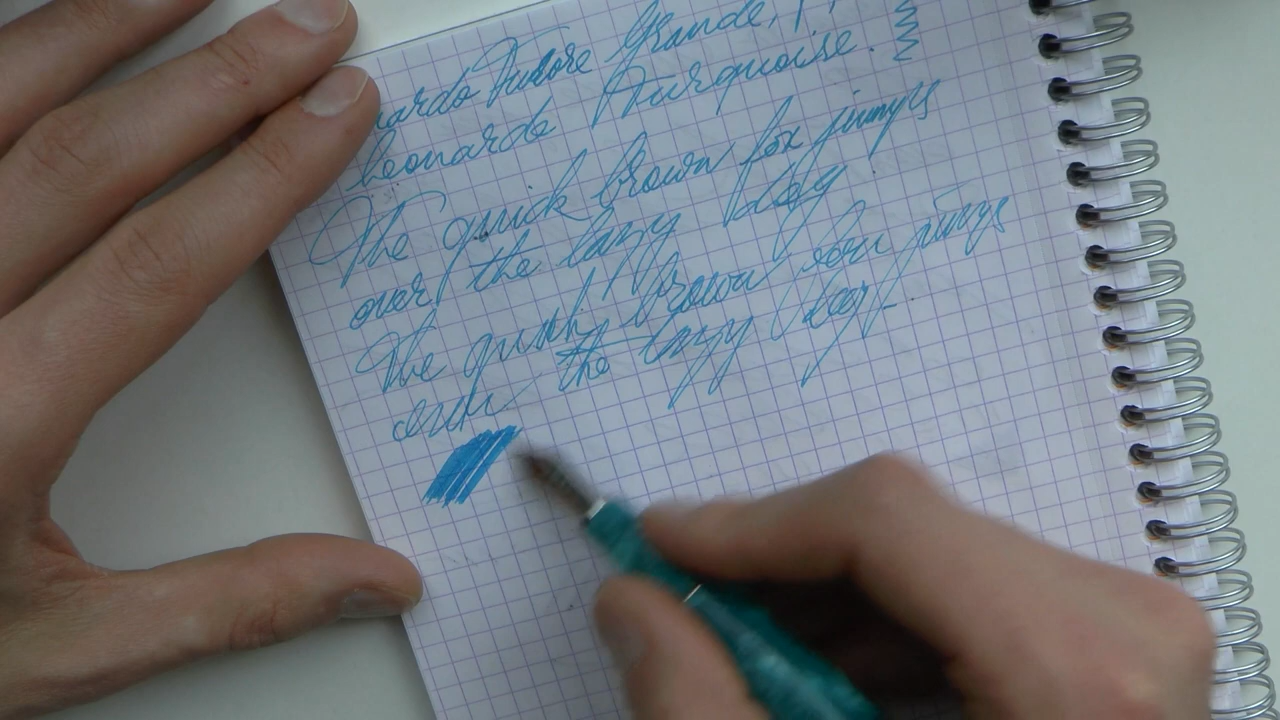 nardo Furore Grande,
Leonardo Turquoise.
The quick brown fox jumps
over the lazy dog
The quick brown fox jumps
over the lazy dog.